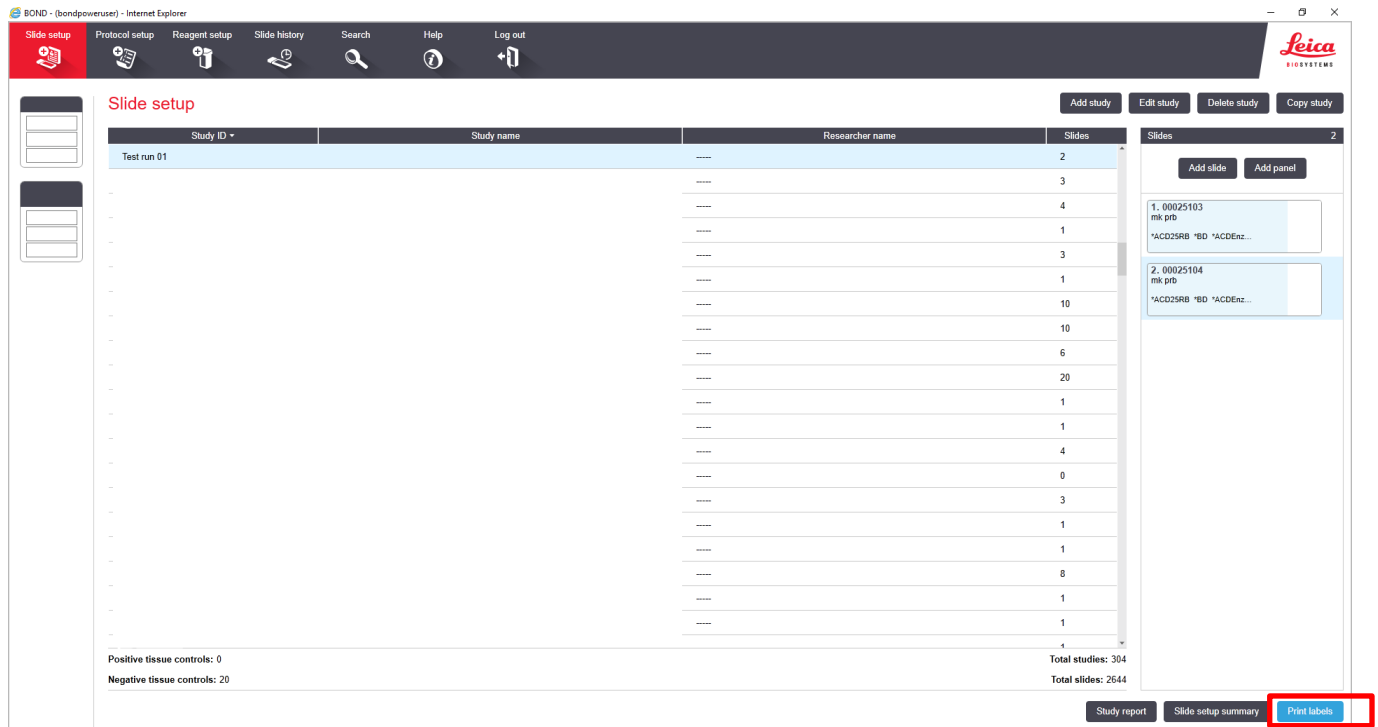 BOND - (bondpoweruser) - Internet Explorer
Slide setup Protocol setup Reagent setup Slide history Search Help Log out
Leica
BIOSYSTEMS
Slide setup
Add study Edit study Delete study Copy study
Study ID Study name Researcher name Slides
Slides 2
Test run 01 ----- 2
Add slide Add panel
----- 3
----- 4
1. 00025103
mk prb
*ACD25RB *BD *ACDEnz...
----- 1
----- 3
2. 00025104
mk prb
*ACD25RB *BD *ACDEnz...
----- 1
----- 10
----- 10
----- 6
----- 20
----- 1
----- 1
----- 4
----- 0
----- 3
----- 1
----- 1
----- 8
----- 1
----- 1
Positive tissue controls: 0 Total studies: 304
Negative tissue controls: 20 Total slides: 2644
Study report Slide setup summary Print labels